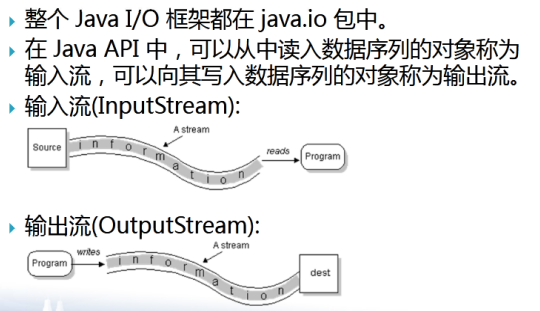 整个 Java I/O 框架都在 java.io 包中。
在 Java API 中，可以从中读入数据序列的对象称为
输入流，可以向其写入数据序列的对象称为输出流。
输入流(InputStream):
A stream
Source
information
reads
Program
输出流(OutputStream):
A stream
writes
Program
information
dest